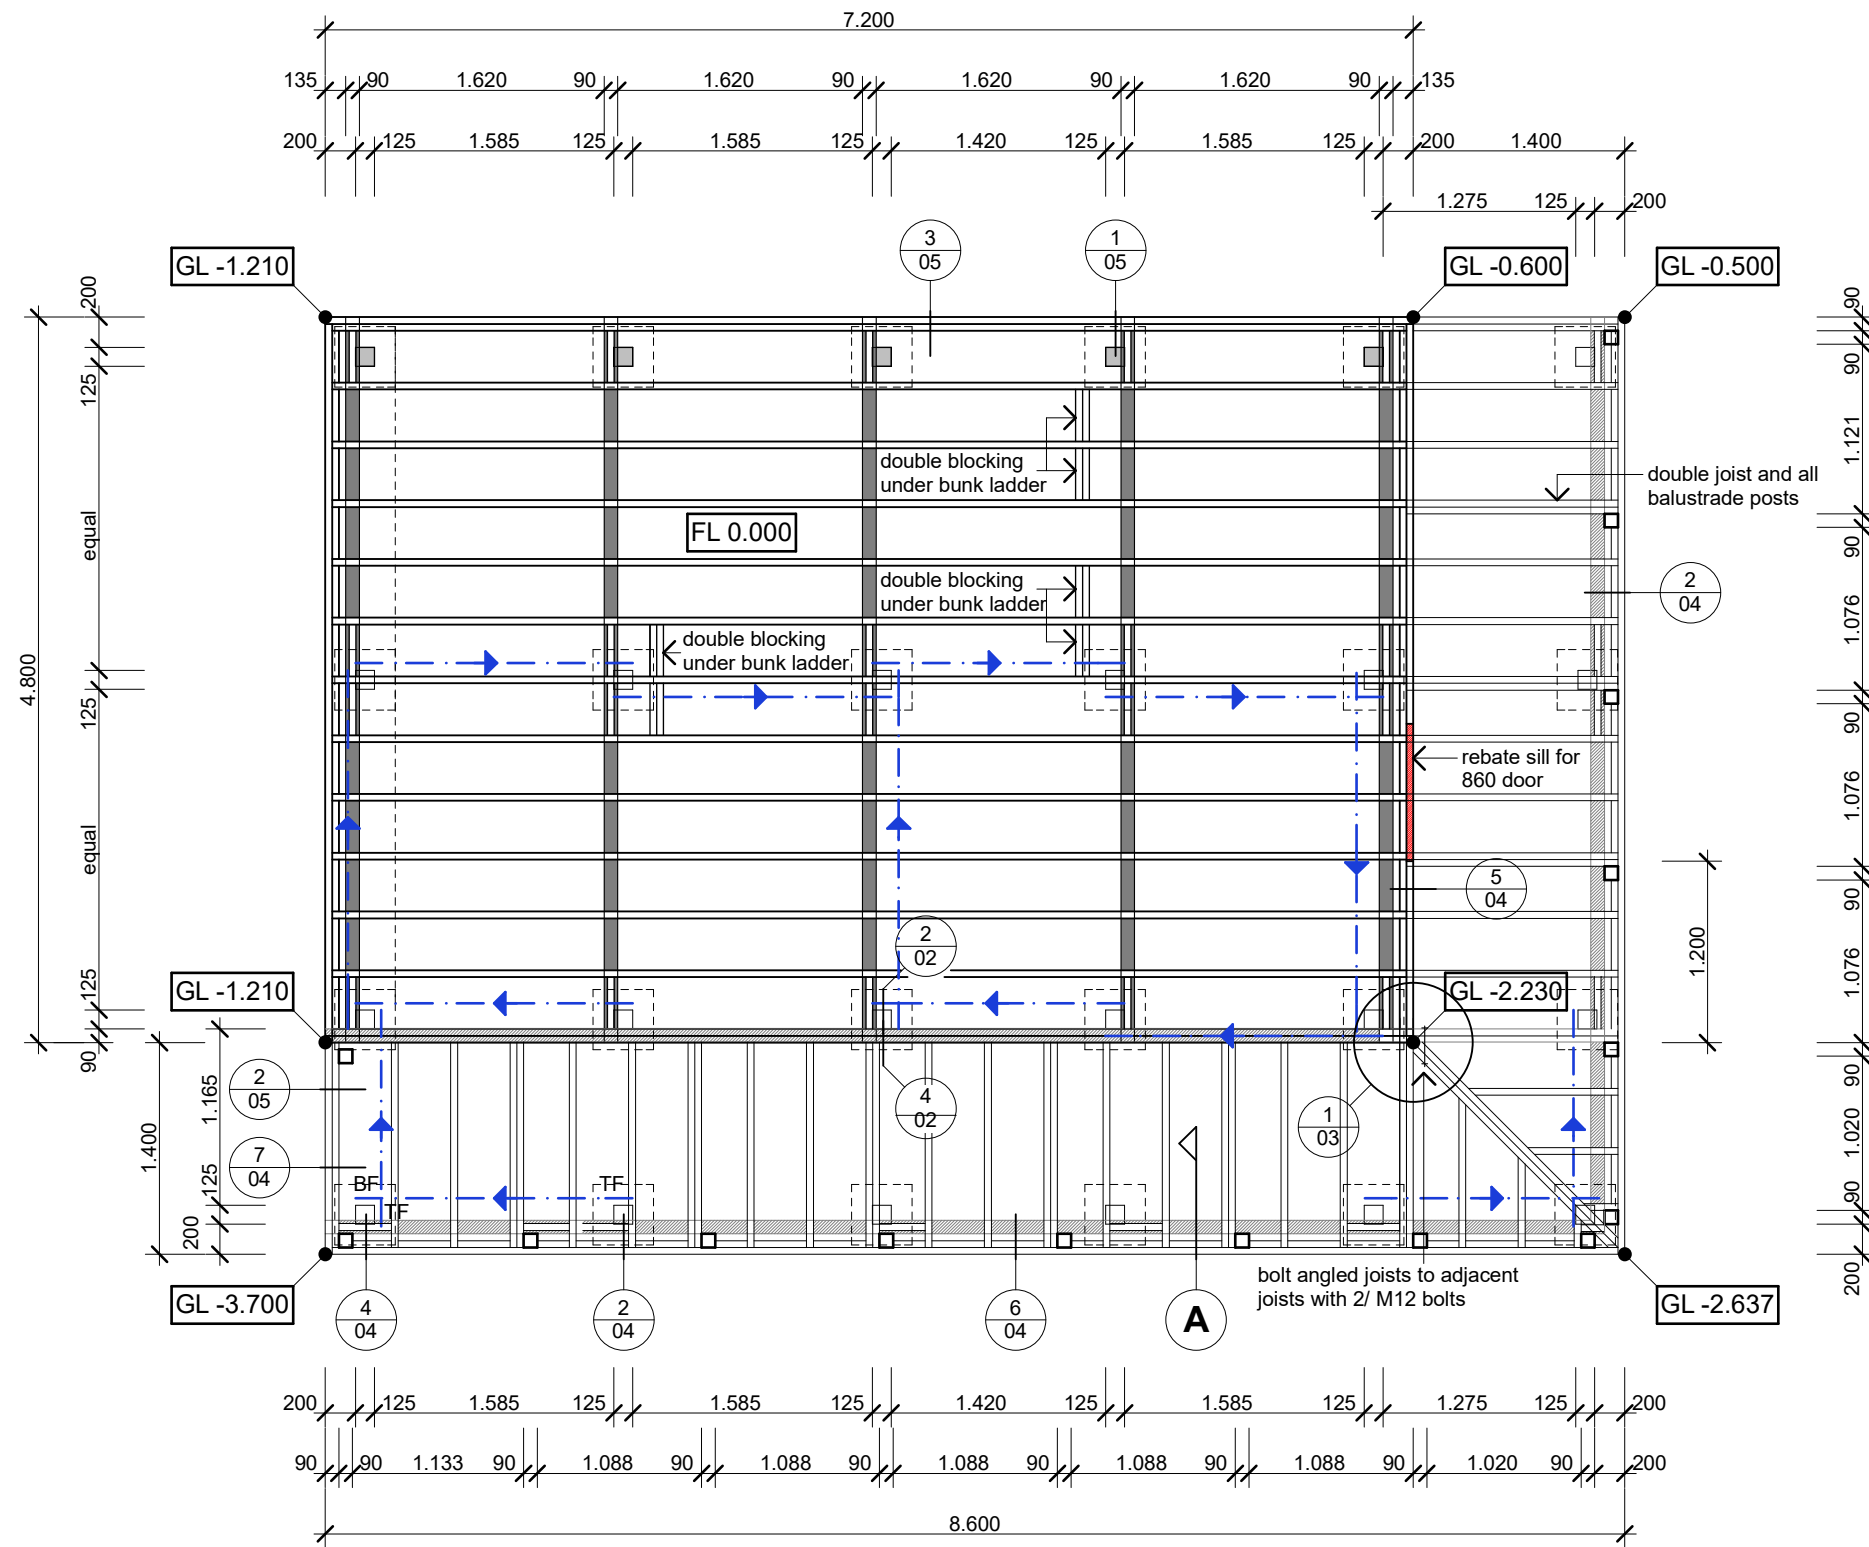 7.200
135 90 1.620 90 1.620 90 1.620 90 1.620 90 135
200 125 1.585 125 1.585 125 1.420 125 1.585 125 200 1.400
1.275 125 200
3
05
1
05
GL -1.210
GL -0.600
GL -0.500
200
125
equal
125
equal
125
90
4.800
90
90
1.121
90
1.076
90
1.076
90
1.076
90
1.020
90
200
double blocking
under bunk ladder
double joist and all
balustrade posts
FL 0.000
double blocking
under bunk ladder
2
04
double blocking
under bunk ladder
rebate sill for
860 door
5
04
2
02
1.200
GL -1.210
GL -2.230
2
05
4
02
1
03
7
04
1.165
1.400
125
200
BF
TF
TF
bolt angled joists to adjacent
joists with 2/ M12 bolts
GL -3.700
4
04
2
04
6
04
A
GL -2.637
200 125 1.585 125 1.585 125 1.420 125 1.585 125 1.275 125 200
90 90 1.133 90 1.088 90 1.088 90 1.088 90 1.088 90 1.088 90 1.020 90 200
8.600